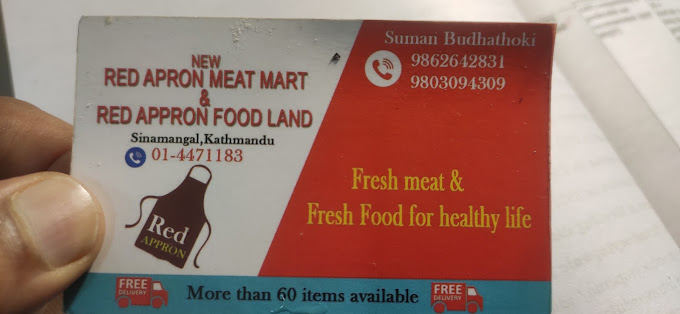 NEW
RED APRON MEAT MART
&
RED APPRON FOOD LAND
Sinamangal,Kathmandu
01-4471183
Red
APPRON
Suman Budhathoki
9862642831
9803094309
Fresh meat &
Fresh Food for healthy life
FREE
DELIVERY
More than 60 items available
FREE
DELIVERY